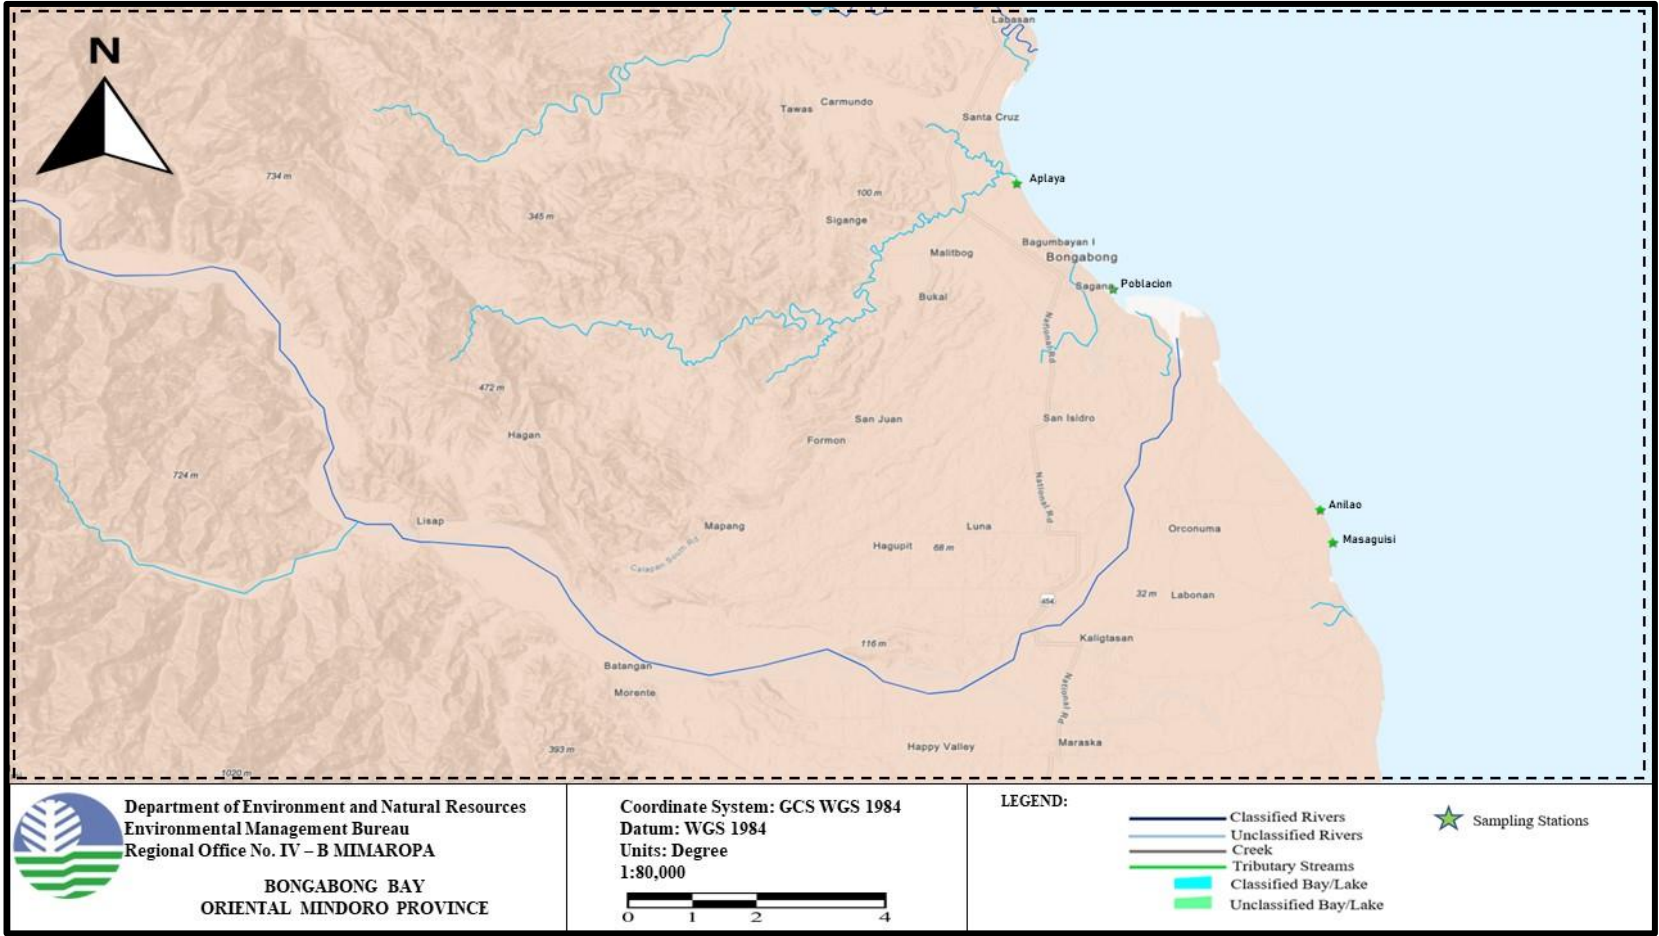 Labasan
N
Tawas
Carmundo
Santa Cruz
734 m
Aplaya
100 m
345 m
Sigange
Bagumbayan I
Malitbog
Bongabong
Sagana
Poblacion
Bukal
National Rd
472 m
San Juan
San Isidro
Hagan
Formon
724 m
National Rd
Anilao
Lisap
Mapang
Luna
Orconuma
Masaguisi
Hagupit
68 m
Calapan South Rd
32 m
Labonan
454
116 m
Kaligtasan
Batangan
Morente
National Rd
393 m
Happy Valley
Maraska
1020 m
Department of Environment and Natural Resources
Environmental Management Bureau
Regional Office No. IV – B MIMAROPA
BONGABONG BAY
ORIENTAL MINDORO PROVINCE
Coordinate System: GCS WGS 1984
Datum: WGS 1984
Units: Degree
1:80,000
0 1 2 4
LEGEND:
Classified Rivers
Unclassified Rivers
Creek
Tributary Streams
Classified Bay/Lake
Unclassified Bay/Lake
Sampling Stations